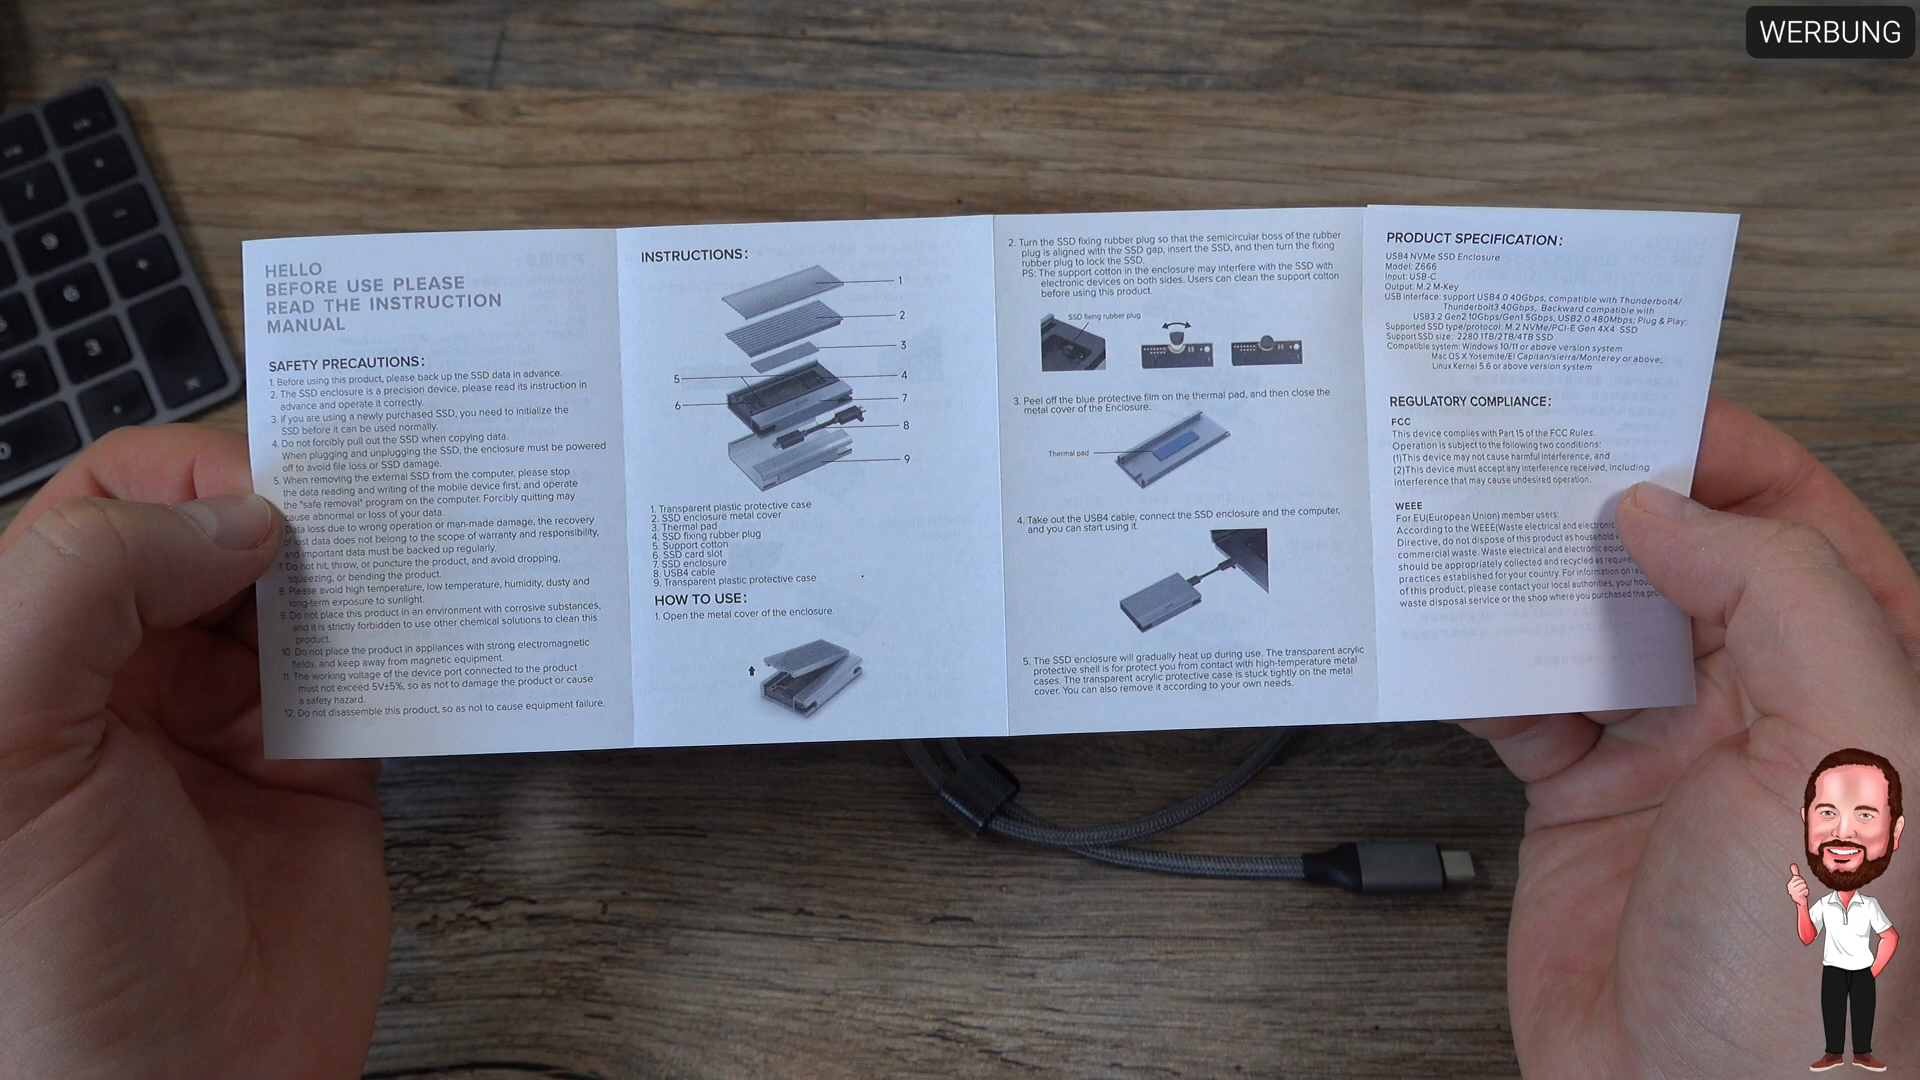 WERBUNG
HELLO
BEFORE USE PLEASE
READ THE INSTRUCTION
MANUAL
SAFETY PRECAUTIONS:
1. Before using this product, please back up the SSD data in advance.
2. The SSD enclosure is a precision device, please read its instruction in
advance and operate it correctly.
3. If you are using a newly purchased SSD, you need to initialize the
SSD before it can be used normally.
4. Do not forcibly pull out the SSD when copying data.
When plugging and unplugging the SSD, the enclosure must be powered
off to avoid file loss or SSD damage.
5. When removing the external SSD from the computer, please stop
the data reading and writing of the mobile device first, and operate
the "safe removal" program on the computer. Forcibly quitting may
cause abnormal or loss of your data.
Data loss due to wrong operation or man-made damage, the recovery
of lost data does not belong to the scope of warranty and responsibility,
and important data must be backed up regularly.
7. Do not hit, throw, or puncture the product, and avoid dropping,
squeezing, or bending the product.
8. Please avoid high temperature, low temperature, humidity, dusty and
long-term exposure to sunlight.
9. Do not place this product in an environment with corrosive substances,
and it is strictly forbidden to use other chemical solutions to clean this
product.
10. Do not place the product in appliances with strong electromagnetic
fields, and keep away from magnetic equipment.
11. The working voltage of the device port connected to the product
must not exceed 5V±5%, so as not to damage the product or cause
a safety hazard.
12. Do not disassemble this product, so as not to cause equipment failure.
INSTRUCTIONS:
1
2
3
4
5
6
7
8
9
1. Transparent plastic protective case
2. SSD enclosure metal cover
3. Thermal pad
4. SSD fixing rubber plug
5. Support cotton
6. SSD card slot
7. SSD enclosure
8. USB4 cable
9. Transparent plastic protective case
HOW TO USE:
1. Open the metal cover of the enclosure.
2. Turn the SSD fixing rubber plug so that the semicircular boss of the rubber
plug is aligned with the SSD gap, insert the SSD, and then turn the fixing
rubber plug to lock the SSD.
PS: The support cotton in the enclosure may interfere with the SSD with
electronic devices on both sides. Users can clean the support cotton
before using this product.
SSD fixing rubber plug
3. Peel off the blue protective film on the thermal pad, and then close the
metal cover of the Enclosure.
Thermal pad
4. Take out the USB4 cable, connect the SSD enclosure and the computer,
and you can start using it.
5. The SSD enclosure will gradually heat up during use. The transparent acrylic
protective shell is for protect you from contact with high-temperature metal
cases. The transparent acrylic protective case is stuck tightly on the metal
cover. You can also remove it according to your own needs.
PRODUCT SPECIFICATION:
USB4 NVMe SSD Enclosure
Model: Z666
Input: USB-C
Output: M.2 M-Key
USB interface: support USB4.0 40Gbps, compatible with Thunderbolt4/
Thunderbolt3 40Gbps, Backward compatible with
USB3.2 Gen2 10Gbps/Gen1 5Gbps, USB2.0 480Mbps; Plug & Play;
Supported SSD type/protocol: M.2 NVMe/PCI-E Gen 4X4 SSD
Support SSD size: 2280 1TB/2TB/4TB SSD
Compatible system: Windows 10/11 or above version system
Mac OS X Yosemite/El Capitan/sierra/Monterey or above;
Linux Kernel 5.6 or above version system
REGULATORY COMPLIANCE:
FCC
This device complies with Part 15 of the FCC Rules.
Operation is subject to the following two conditions:
(1)This device may not cause harmful interference, and
(2)This device must accept any interference received, including
interference that may cause undesired operation.
WEEE
For EU(European Union) member users:
According to the WEEE(Waste electrical and electronic
Directive, do not dispose of this product as household
commercial waste. Waste electrical and electronic equip
should be appropriately collected and recycled as require
practices established for your country. For information on re
of this product, please contact your local authorities, your hous
waste disposal service or the shop where you purchased the pro